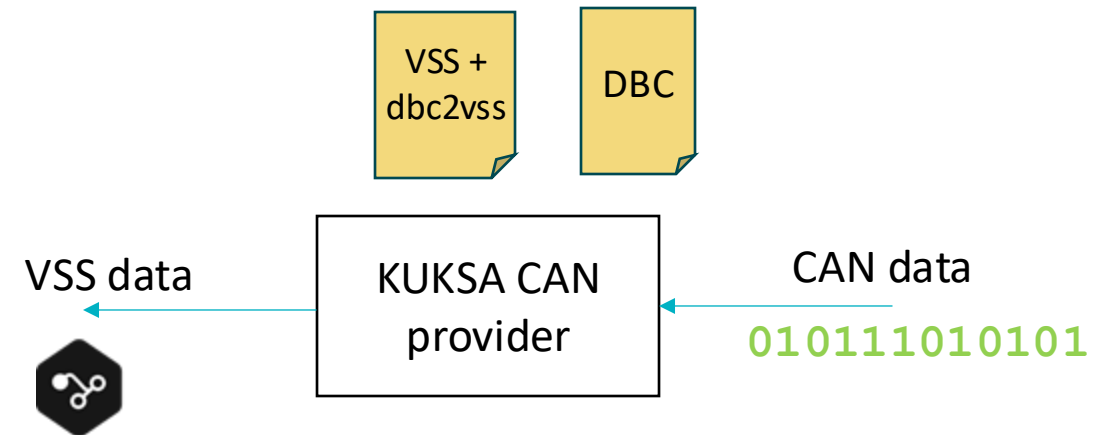 VSS +
dbc2vss
DBC
VSS data
KUKSA CAN
provider
CAN data
010111010101